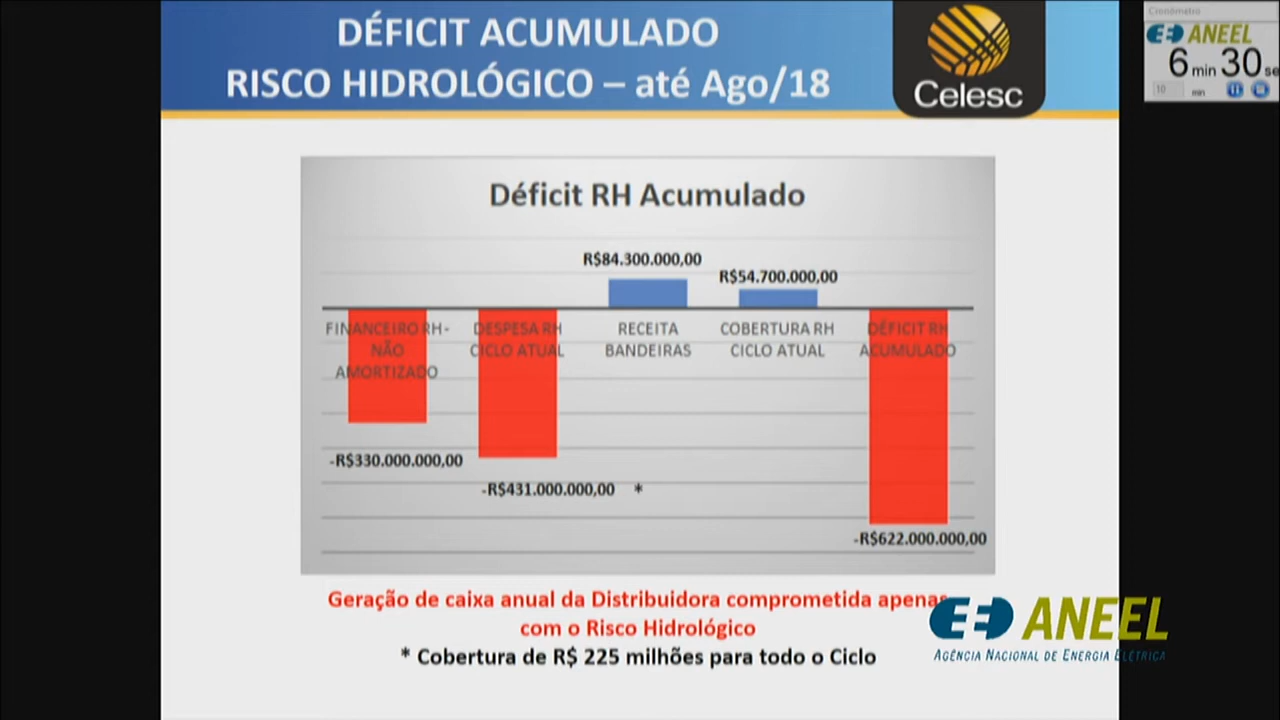 DÉFICIT ACUMULADO
RISCO HIDROLÓGICO – até Ago/18
Celesc
Cronômetro
ANEEL
6 min 30 se
10 min
Déficit RH Acumulado
R$84.300.000,00
R$54.700.000,00
FINANCEIRO RH-
NÃO
AMORTIZADO
DESPESA RH
CICLO ATUAL
RECEITA
BANDEIRAS
COBERTURA RH
CICLO ATUAL
DÉFICIT RH
ACUMULADO
-R$330.000.000,00
-R$431.000.000,00 *
-R$622.000.000,00
Geração de caixa anual da Distribuidora comprometida apenas
com o Risco Hidrológico
* Cobertura de R$ 225 milhões para todo o Ciclo
ANEEL
AGÊNCIA NACIONAL DE ENERGIA ELÉTRICA